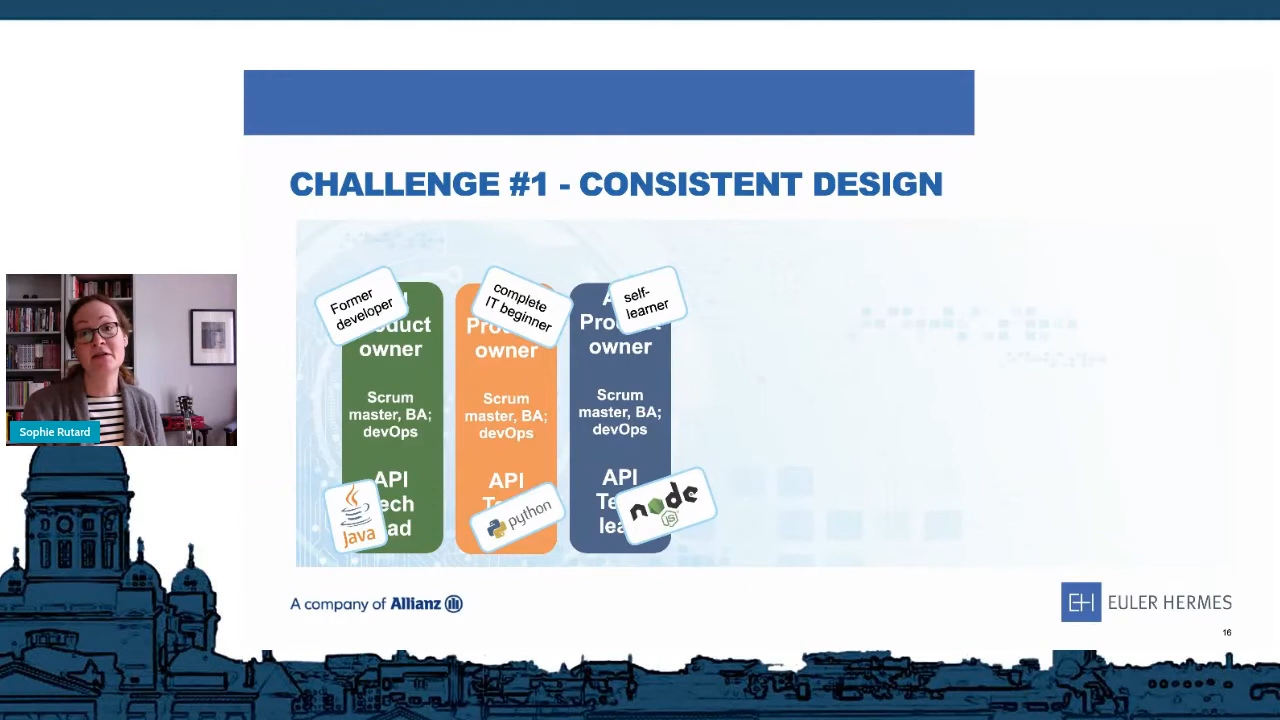 CHALLENGE #1 - CONSISTENT DESIGN
Former
developer
complete
IT beginner
self-
learner
owner
owner
owner
Scrum
master, BA;
devOps
Scrum
master, BA;
devOps
Scrum
master, BA;
devOps
API
API
API
Java
python
node
JS
Sophie Rutard
A company of Allianz
EH EULER HERMES
16